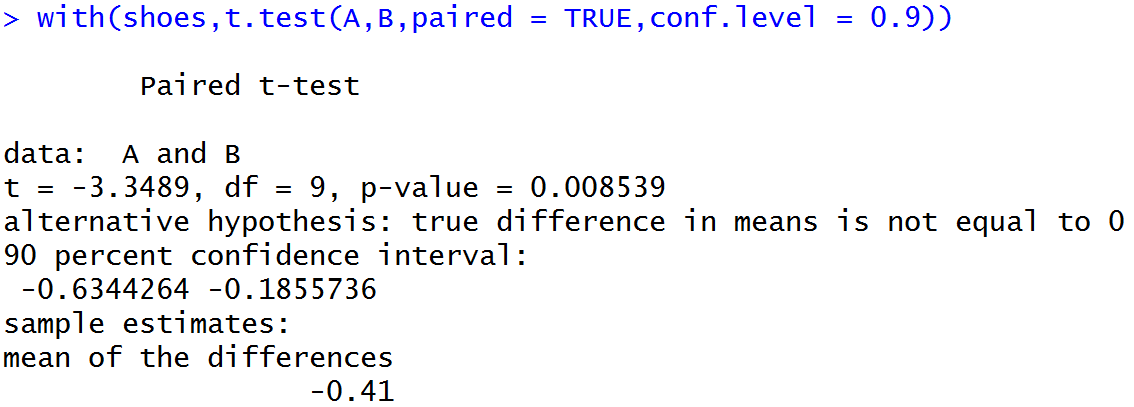 > with(shoes,t.test(A,B,paired = TRUE,conf.level = 0.9))
Paired t-test
data:  A and B
t = -3.3489, df = 9, p-value = 0.008539
alternative hypothesis: true difference in means is not equal to 0
90 percent confidence interval:
 -0.6344264 -0.1855736
sample estimates:
mean of the differences
-0.41